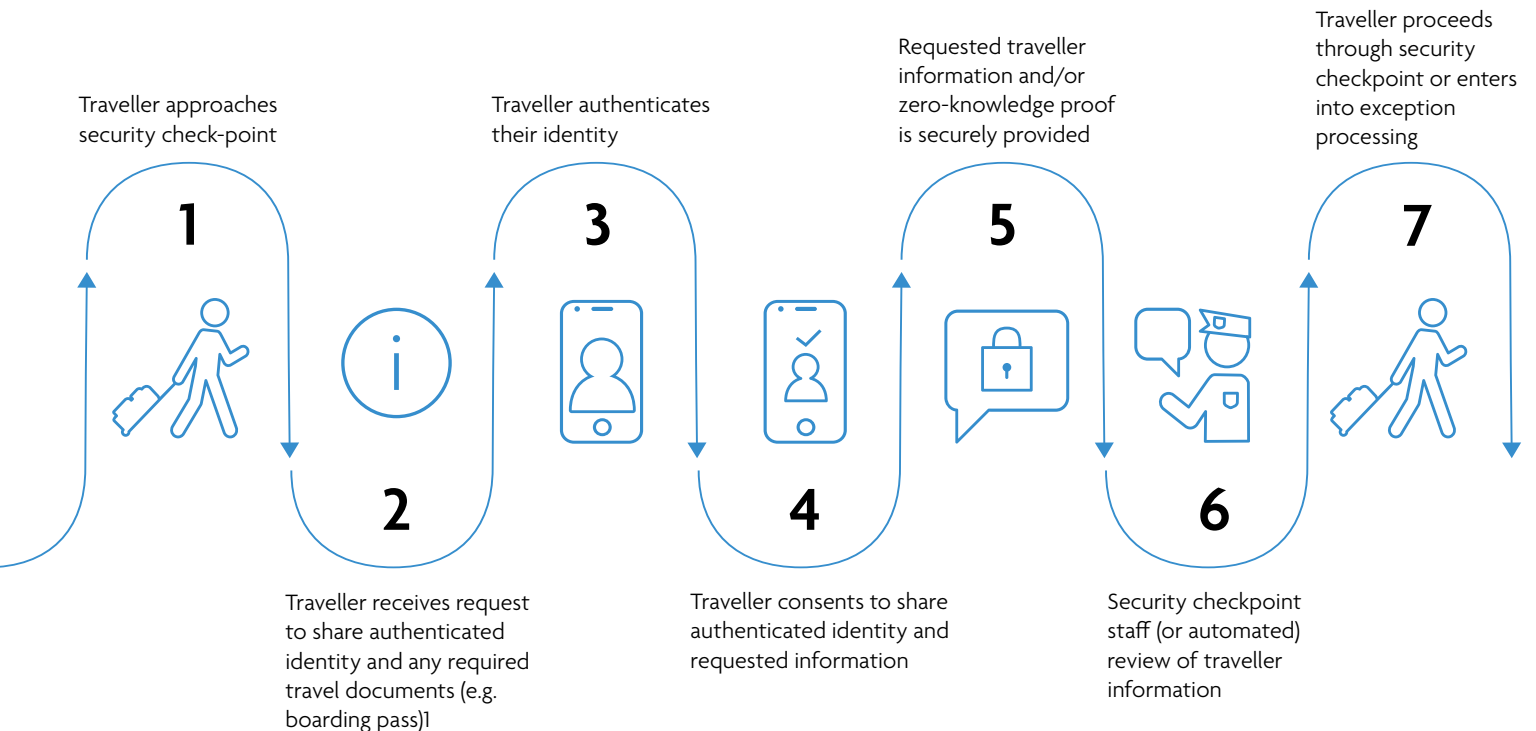 Traveller approaches
security check-point
1
2
Traveller receives request
to share authenticated
identity and any required
travel documents (e.g.
boarding pass)1
Traveller authenticates
their identity
3
4
Traveller consents to share
authenticated identity and
requested information
Requested traveller
information and/or
zero-knowledge proof
is securely provided
5
6
Security checkpoint
staff (or automated)
review of traveller
information
Traveller proceeds
through security
checkpoint or enters
into exception
processing
7